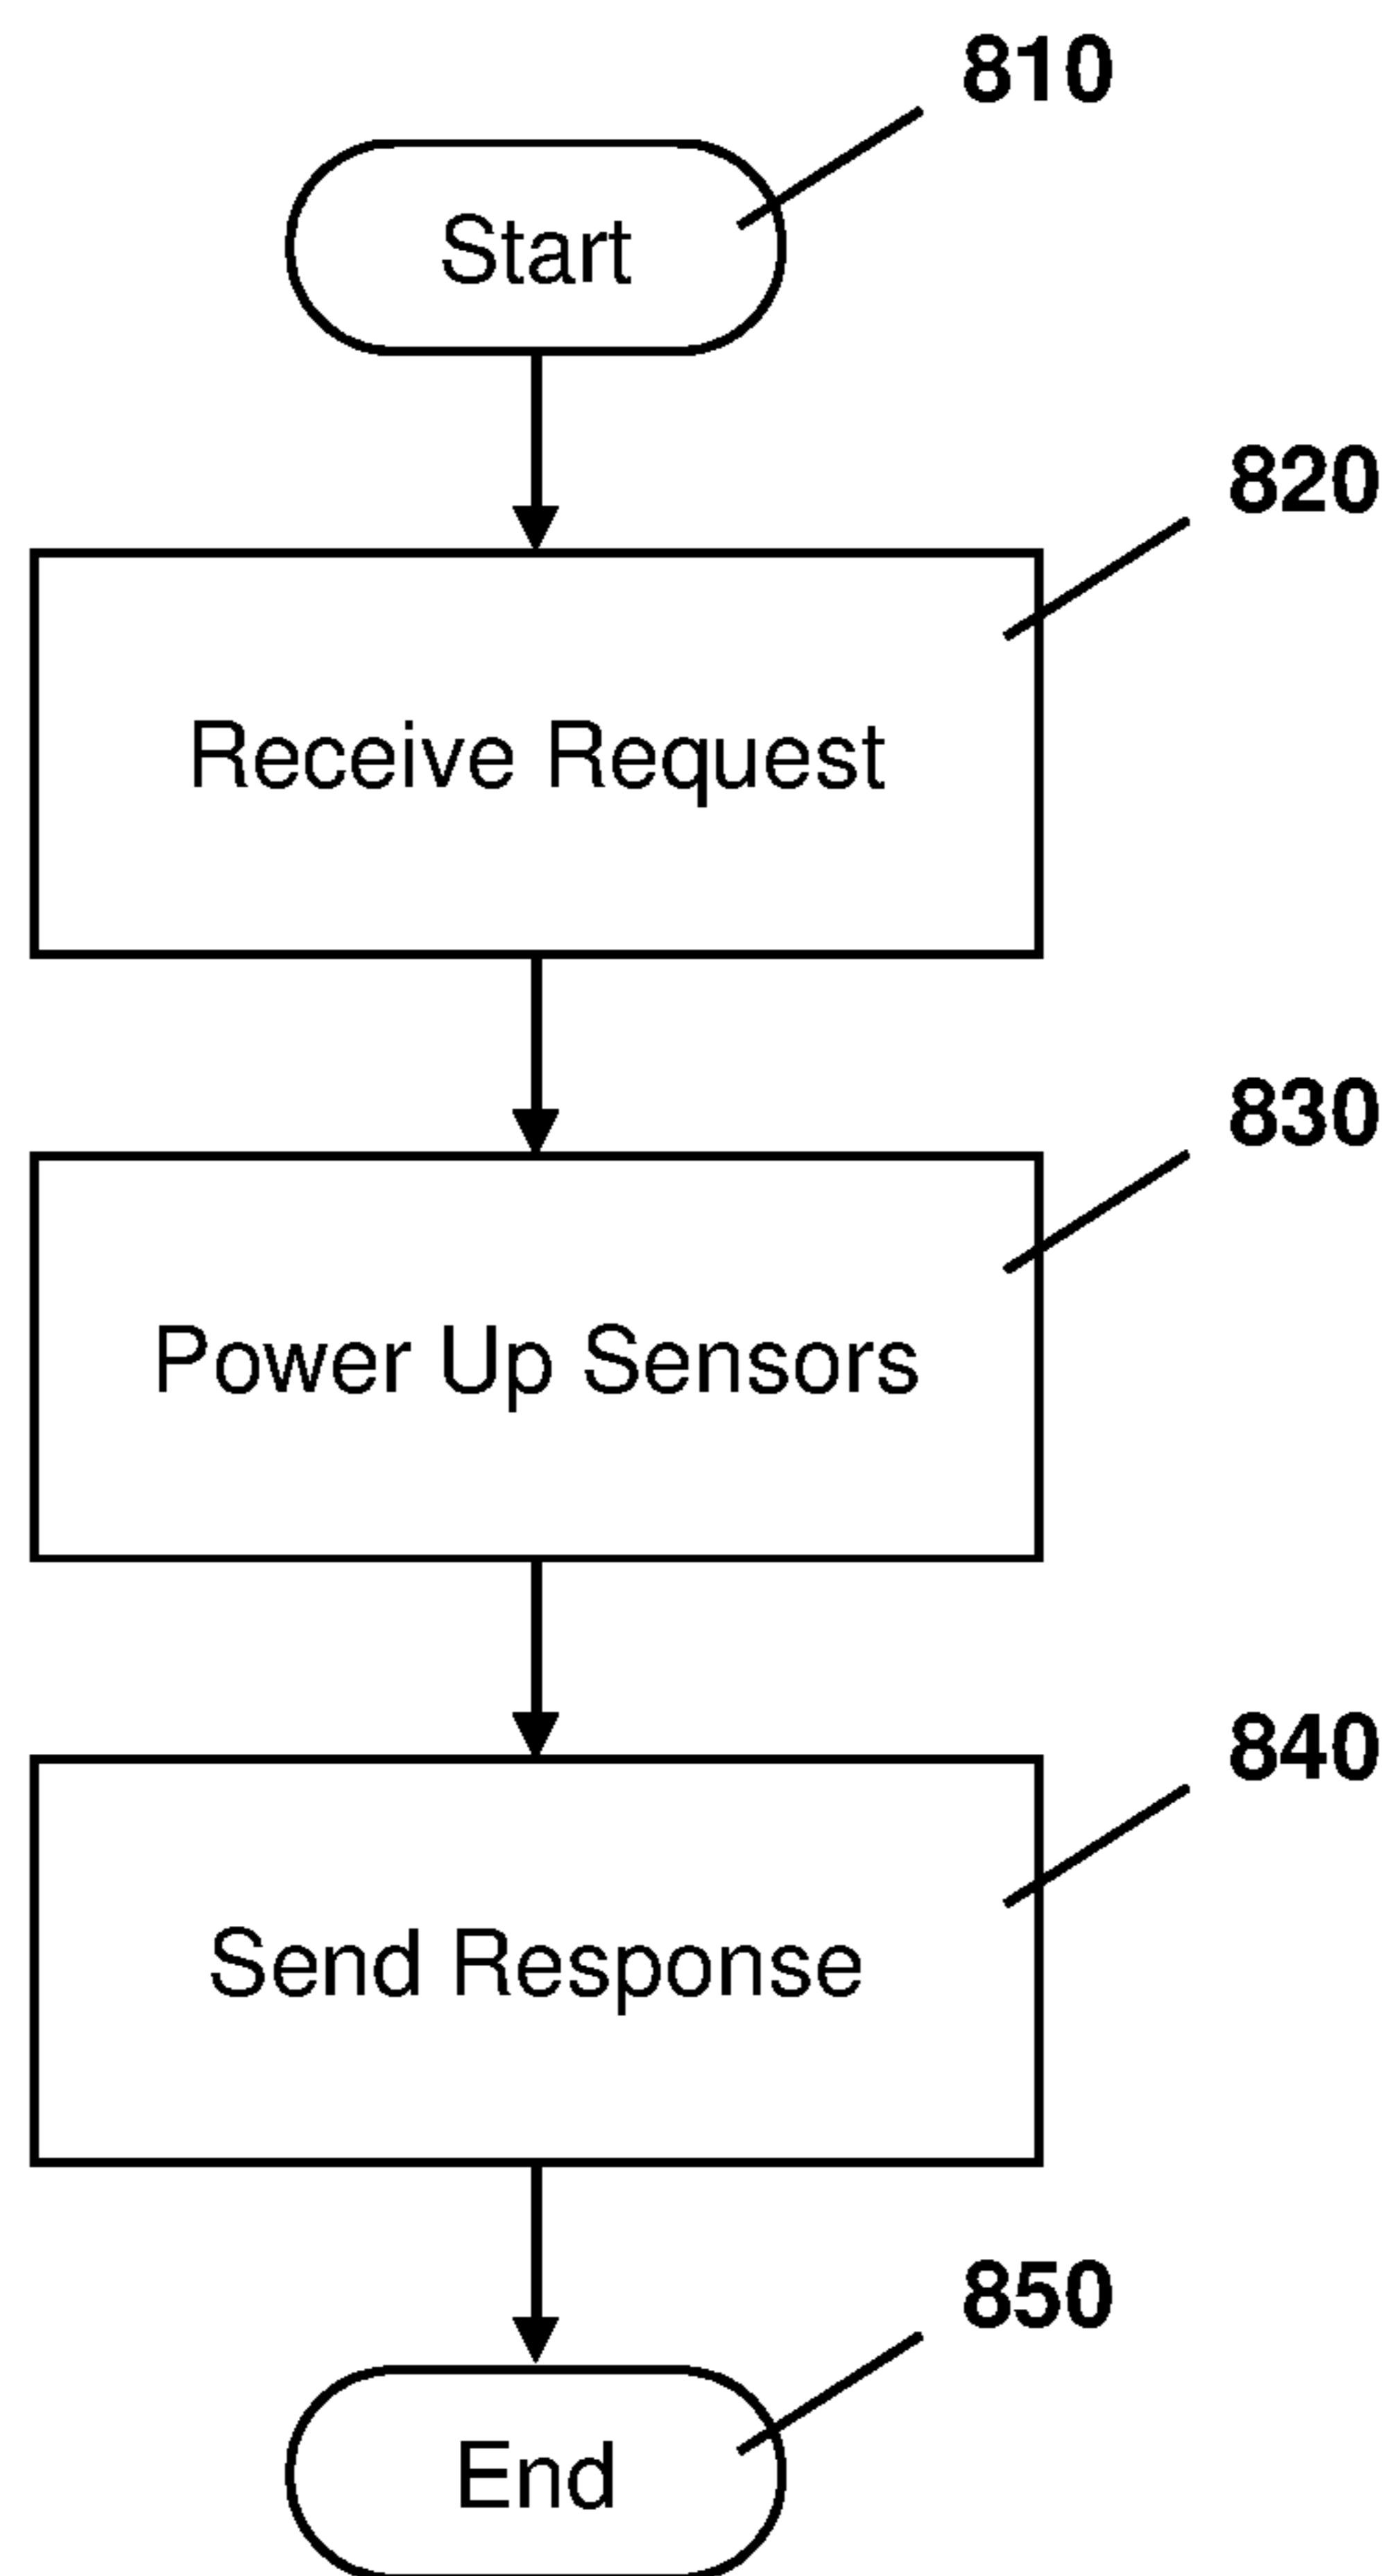 810
Start
820
Receive Request
830
Power Up Sensors
840
Send Response
850
End